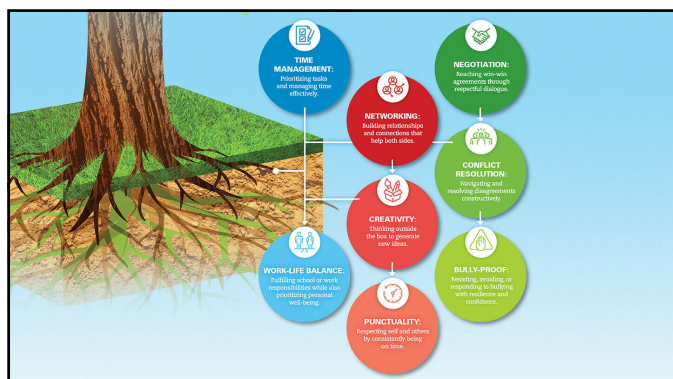 TIME
MANAGEMENT:
Prioritizing tasks
and managing time
effectively.
NEGOTIATION:
Reaching win-win
agreements through
respectful dialogue.
NETWORKING:
Building relationships
and connections that
help both sides.
CONFLICT
RESOLUTION:
Navigating and
resolving disagreements
constructively.
CREATIVITY:
Thinking outside
the box to generate
new ideas.
WORK-LIFE BALANCE:
Fulfilling school or work
responsibilities while also
prioritizing personal
well-being.
BULLY-PROOF:
Resisting, avoiding, or
responding to bullying
with resilience and
confidence.
PUNCTUALITY:
Respecting self and others
by consistently being
on time.